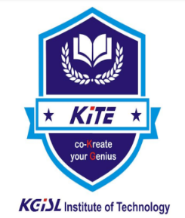 KiTE
co-Kreate
your Genius
KGiSL Institute of Technology